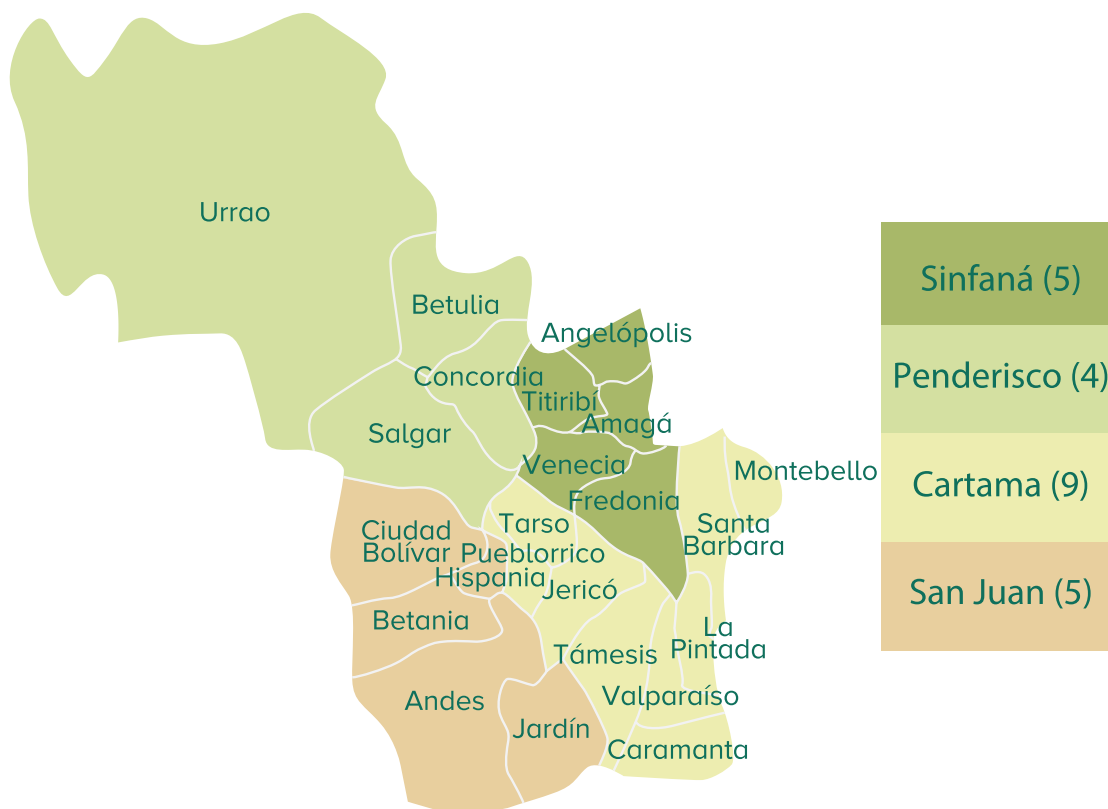 Urrao
Betulia
Angelópolis
Concordia
Titiribí
Amagá
Salgar
Venecia
Montebello
Fredonia
Tarso
Santa
Barbara
Ciudad
Bolívar
Pueblorrico
Hispania
Jericó
Betania
La
Pintada
Támesis
Valparaíso
Andes
Jardín
Caramanta
Sinfaná (5)
Penderisco (4)
Cartama (9)
San Juan (5)